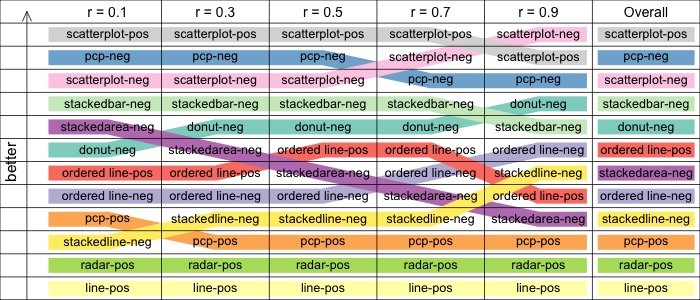 r = 0.1 r = 0.3 r = 0.5 r = 0.7 r = 0.9 Overall
scatterplot-pos scatterplot-pos scatterplot-pos scatterplot-pos scatterplot-neg scatterplot-pos
pcp-neg pcp-neg pcp-neg scatterplot-neg scatterplot-pos pcp-neg
scatterplot-neg scatterplot-neg scatterplot-neg pcp-neg pcp-neg scatterplot-neg
stackedbar-neg stackedbar-neg stackedbar-neg stackedbar-neg donut-neg stackedbar-neg
stackedarea-neg donut-neg donut-neg donut-neg stackedbar-neg donut-neg
donut-neg stackedarea-neg ordered line-pos ordered line-pos ordered line-neg ordered line-pos
ordered line-pos ordered line-pos stackedarea-neg ordered line-neg stackedline-neg stackedarea-neg
ordered line-neg ordered line-neg ordered line-neg stackedarea-neg ordered line-pos ordered line-neg
pcp-pos stackedline-neg stackedline-neg stackedline-neg stackedarea-neg stackedline-neg
stackedline-neg pcp-pos pcp-pos pcp-pos pcp-pos pcp-pos
radar-pos radar-pos radar-pos radar-pos radar-pos radar-pos
line-pos line-pos line-pos line-pos line-pos line-pos
better